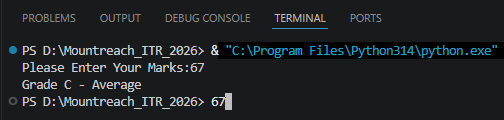 PROBLEMS OUTPUT DEBUG CONSOLE TERMINAL PORTS
PS D:\Mountreach_ITR_2026> & "C:\Program Files\Python314\python.exe"
Please Enter Your Marks:67
Grade C - Average
PS D:\Mountreach_ITR_2026> 67